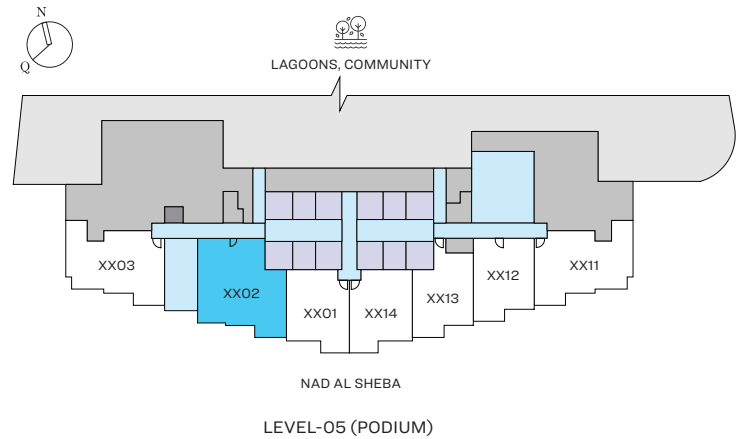 N
Q
LAGOONS, COMMUNITY
XX03
XX02
XX01
XX14
XX13
XX12
XX11
NAD AL SHEBA
LEVEL-05 (PODIUM)